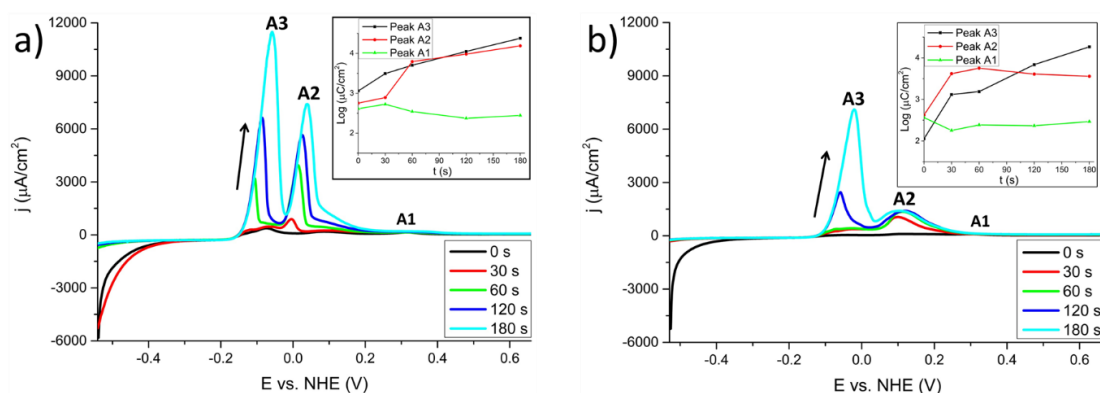 a)
12000
9000
6000
3000
0
-3000
-6000
j (µA/cm²)
-0.4
-0.2
0.0
0.2
0.4
0.6
E vs. NHE (V)
A3
A2
A1
0 s
30 s
60 s
120 s
180 s
Peak A3
Peak A2
Peak A1
Log (µC/cm²)
4
3
2
0
30
60
90
120
150
180
t (s)
b)
12000
9000
6000
3000
0
-3000
-6000
j (µA/cm²)
-0.4
-0.2
0.0
0.2
0.4
0.6
E vs. NHE (V)
A3
A2
A1
0 s
30 s
60 s
120 s
180 s
Peak A3
Peak A2
Peak A1
Log (µC/cm²)
4
3
2
0
30
60
90
120
150
180
t (s)